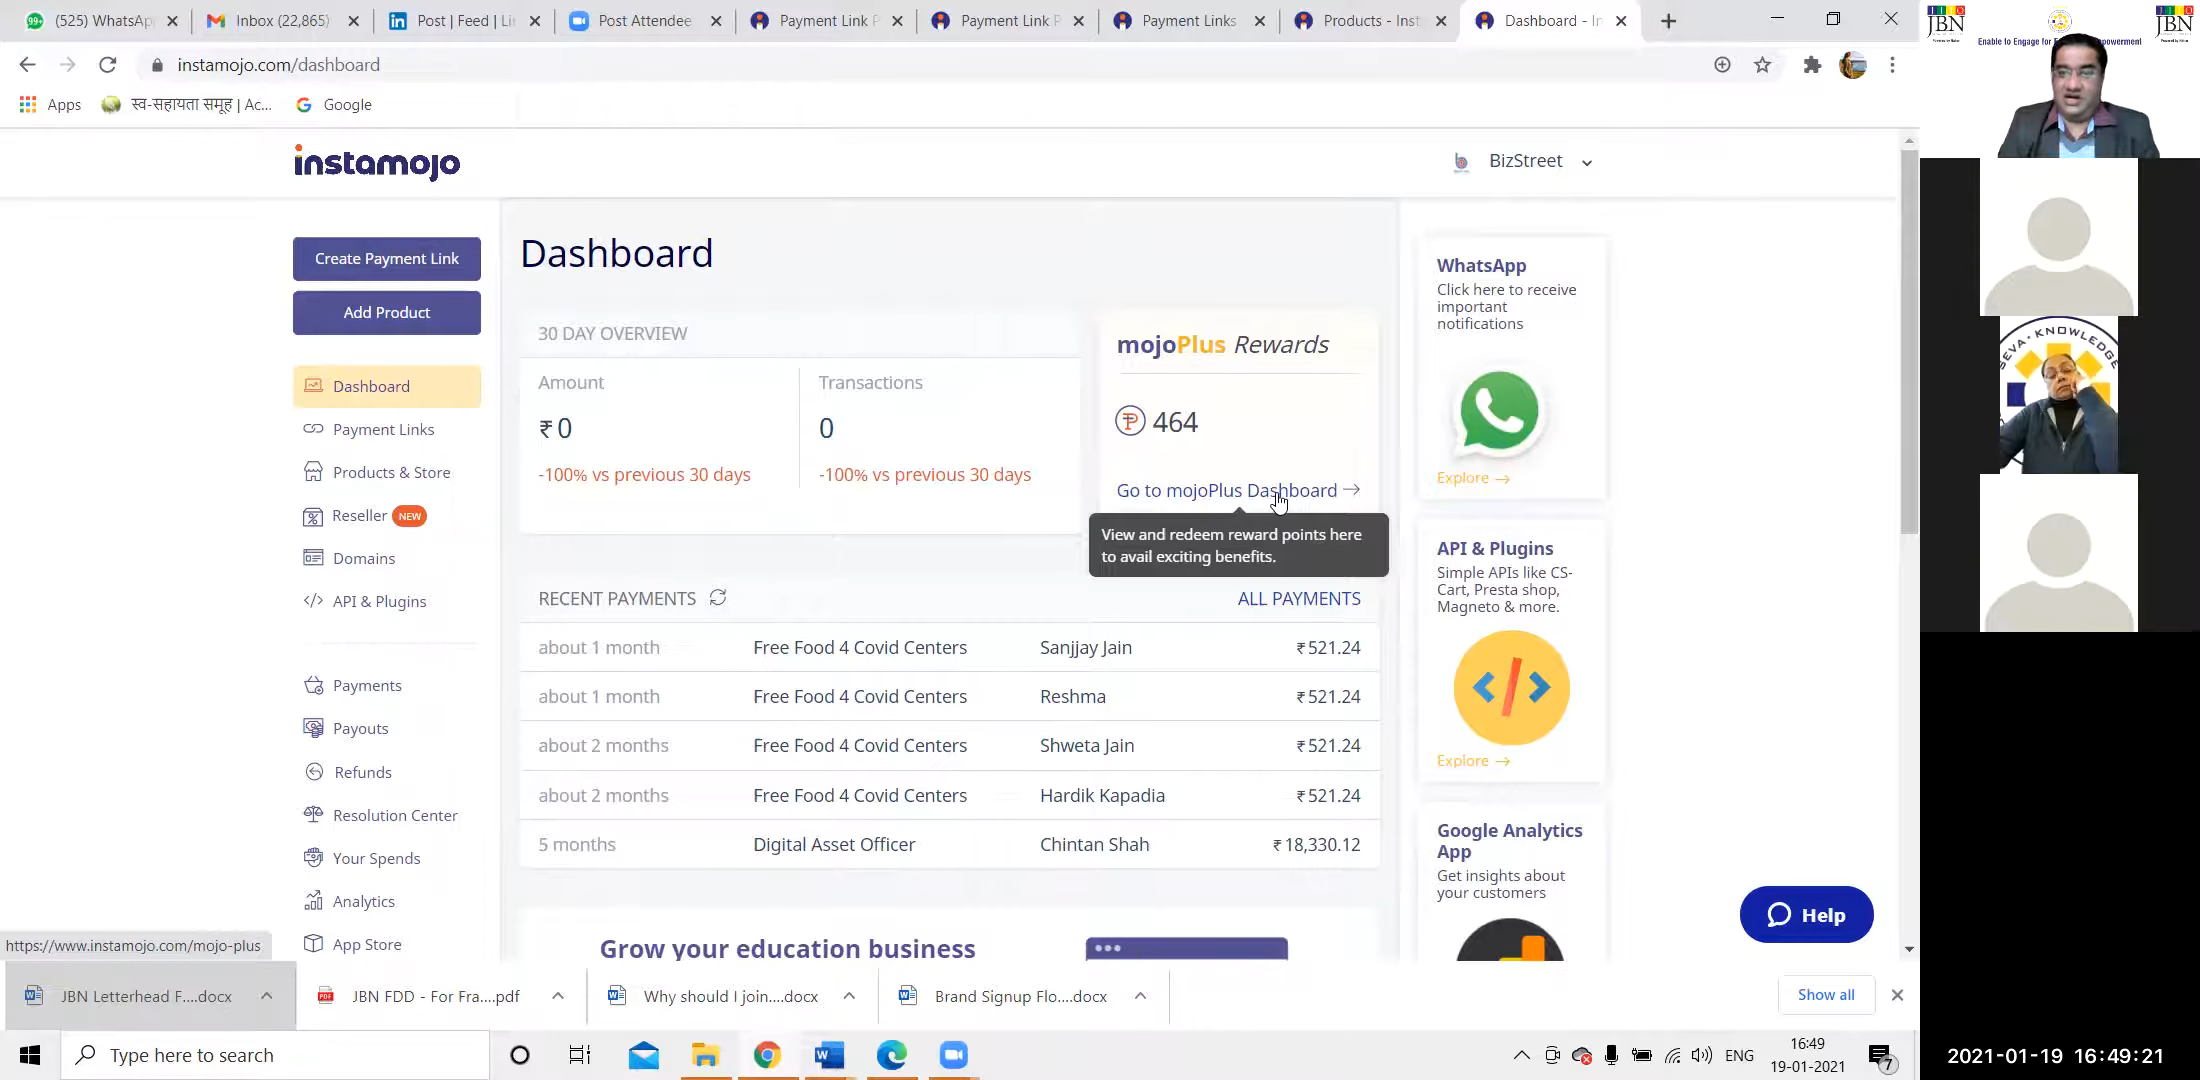 (525) WhatsAp
Inbox (22,865)
Post | Feed | Li
Post Attendee
Payment Link P
Payment Link P
Payment Links
Products - Inst
Dashboard - In
instamojo.com/dashboard
Apps
स्व-सहायता समूह | Ac...
Google
JBN
JBN
Enable to Engage for E
powerment
instamojo
BizStreet
Create Payment Link
Add Product
Dashboard
Payment Links
Products & Store
Reseller NEW
Domains
API & Plugins
Payments
Payouts
Refunds
Resolution Center
Your Spends
Analytics
App Store
Dashboard
30 DAY OVERVIEW
Amount
Transactions
₹ 0
0
-100% vs previous 30 days
-100% vs previous 30 days
mojoPlus Rewards
464
Go to mojoPlus Dashboard →
View and redeem reward points here
to avail exciting benefits.
RECENT PAYMENTS
ALL PAYMENTS
about 1 month Free Food 4 Covid Centers Sanjjay Jain ₹ 521.24
about 1 month Free Food 4 Covid Centers Reshma ₹ 521.24
about 2 months Free Food 4 Covid Centers Shweta Jain ₹ 521.24
about 2 months Free Food 4 Covid Centers Hardik Kapadia ₹ 521.24
5 months Digital Asset Officer Chintan Shah ₹ 18,330.12
Grow your education business
WhatsApp
Click here to receive
important
notifications
Explore →
API & Plugins
Simple APIs like CS-
Cart, Presta shop,
Magneto & more.
Explore →
Google Analytics
App
Get insights about
your customers
Help
SEVA • KNOWLEDGE
https://www.instamojo.com/mojo-plus
JBN Letterhead F....docx
JBN FDD - For Fra....pdf
Why should I join....docx
Brand Signup Flo....docx
Show all
Type here to search
ENG
16:49
19-01-2021
7
2021-01-19 16:49:21